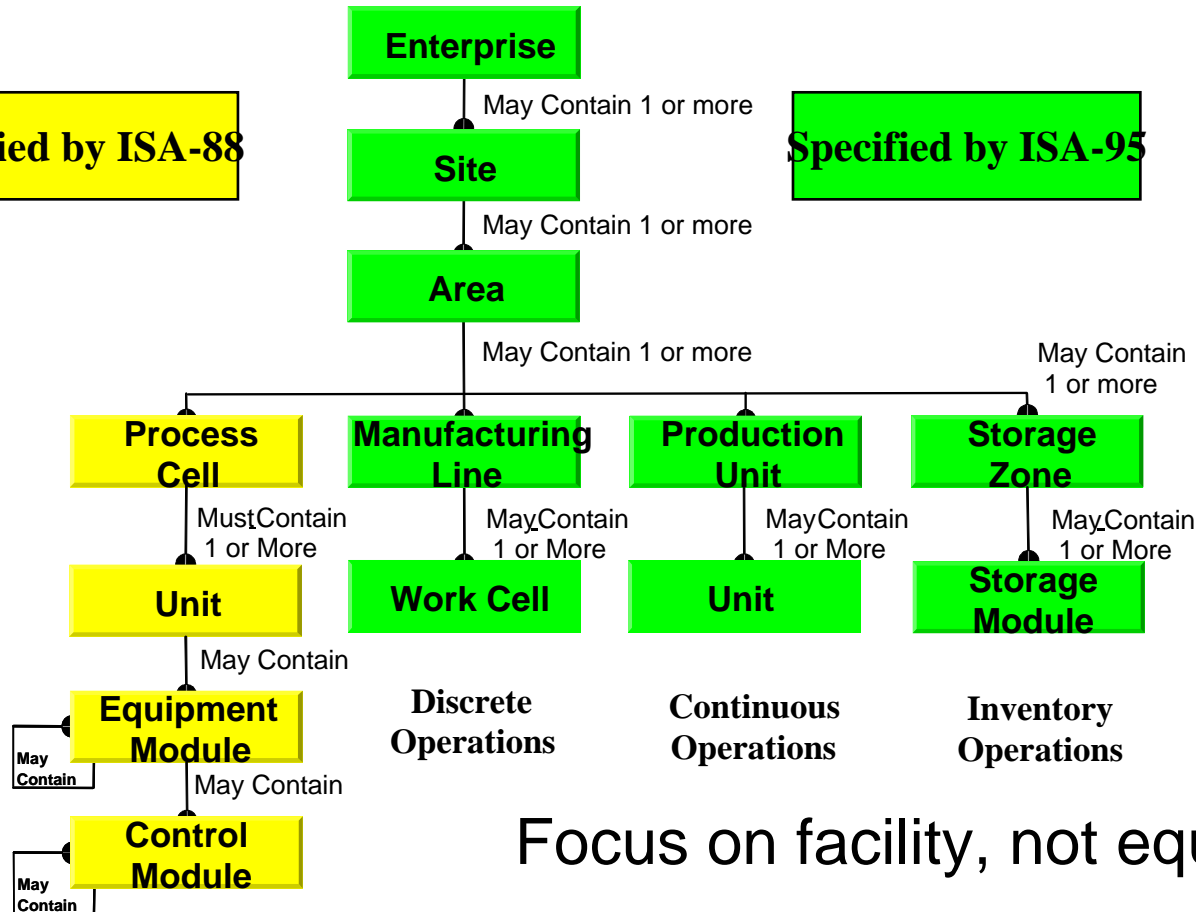 Enterprise
May Contain 1 or more
ied by ISA-88
Specified by ISA-95
Site
May Contain 1 or more
Area
May Contain 1 or more
May Contain
1 or more
Process
Cell
Manufacturing
Line
Production
Unit
Storage
Zone
Must Contain
1 or More
May Contain
1 or More
May Contain
1 or More
May Contain
1 or More
Unit
Work Cell
Unit
Storage
Module
May Contain
Equipment
Module
May
Contain
Discrete
Operations
Continuous
Operations
Inventory
Operations
May Contain
Control
Module
May
Contain
Focus on facility, not equ